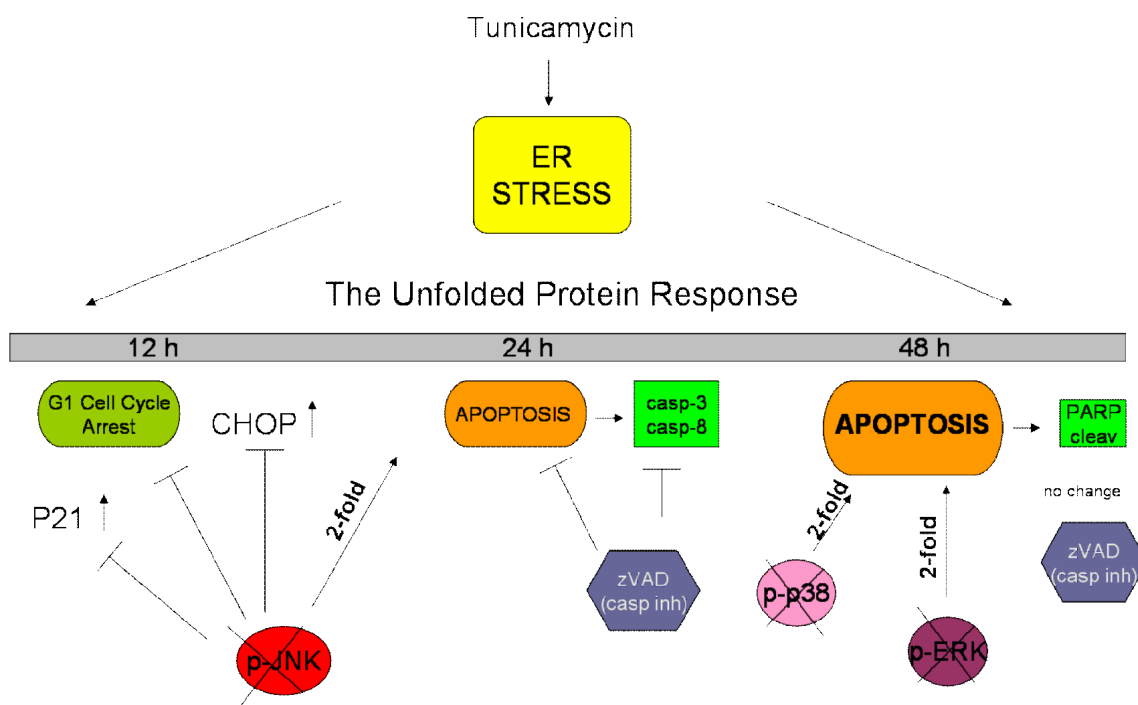 Tunicamycin
ER
STRESS
The Unfolded Protein Response
12 h
24 h
48 h
G1 Cell Cycle
Arrest
CHOP
P21
2-fold
p-JNK
APOPTOSIS
casp-3
casp-8
zVAD
(casp inh)
APOPTOSIS
PARP
cleav
2-fold
2-fold
no change
p-p38
p-ERK
zVAD
(casp inh)